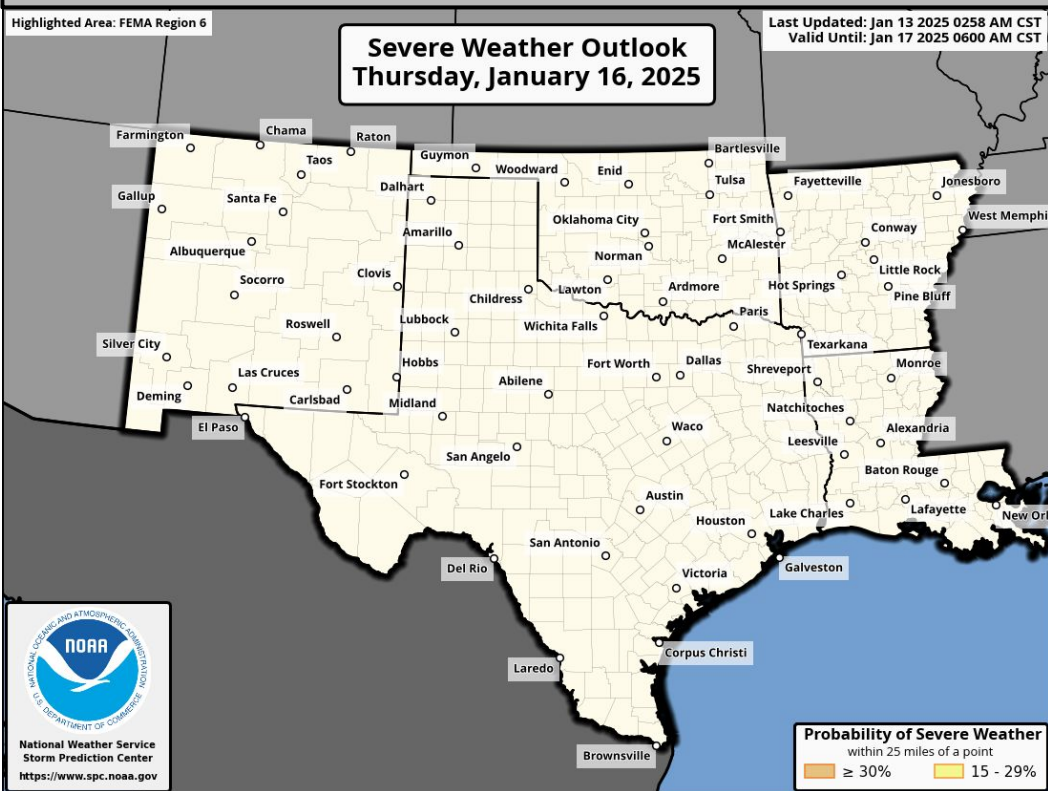 Highlighted Area: FEMA Region 6
Last Updated: Jan 13 2025 0258 AM CST
Valid Until: Jan 17 2025 0600 AM CST
Severe Weather Outlook
Thursday, January 16, 2025
Farmington
Chama
Raton
Taos
Guymon
Woodward
Enid
Bartlesville
Tulsa
Fayetteville
Jonesboro
Gallup
Santa Fe
Dalhart
Amarillo
Oklahoma City
Fort Smith
West Memphi
Albuquerque
Norman
McAlester
Conway
Socorro
Clovis
Childress
Lawton
Ardmore
Hot Springs
Little Rock
Pine Bluff
Roswell
Lubbock
Wichita Falls
Paris
Texarkana
Silver City
Las Cruces
Hobbs
Fort Worth
Dallas
Shreveport
Monroe
Deming
Carlsbad
Midland
Abilene
Natchitoches
El Paso
San Angelo
Waco
Leesville
Alexandria
Fort Stockton
Austin
Baton Rouge
Houston
Lake Charles
Lafayette
New Orl
Del Rio
San Antonio
Galveston
Victoria
Laredo
Corpus Christi
Brownsville
NATIONAL OCEANIC AND ATMOSPHERIC ADMINISTRATION
NOAA
U.S. DEPARTMENT OF COMMERCE
National Weather Service
Storm Prediction Center
https://www.spc.noaa.gov
Probability of Severe Weather
within 25 miles of a point
≥ 30%
15 - 29%